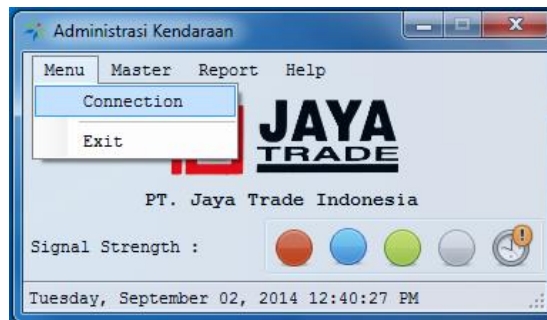 Administrasi Kendaraan
Menu Master Report Help
Connection
Exit
JAYA
TRADE
PT. Jaya Trade Indonesia
Signal Strength :
Tuesday, September 02, 2014 12:40:27 PM